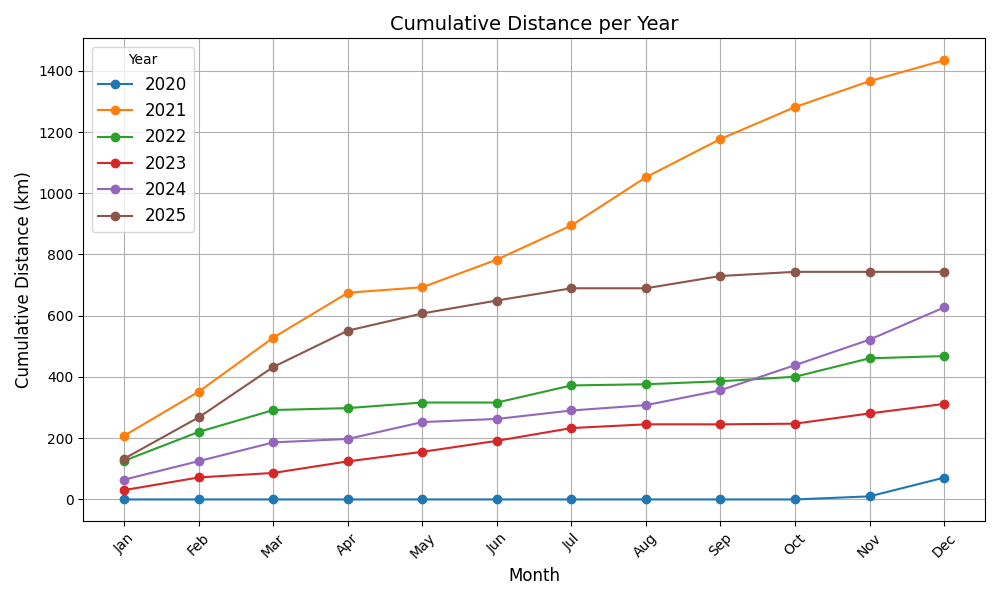 Cumulative Distance per Year
Year
2020
2021
2022
2023
2024
2025
Cumulative Distance (km)
1400
1200
1000
800
600
400
200
0
Jan
Feb
Mar
Apr
May
Jun
Jul
Aug
Sep
Oct
Nov
Dec
Month